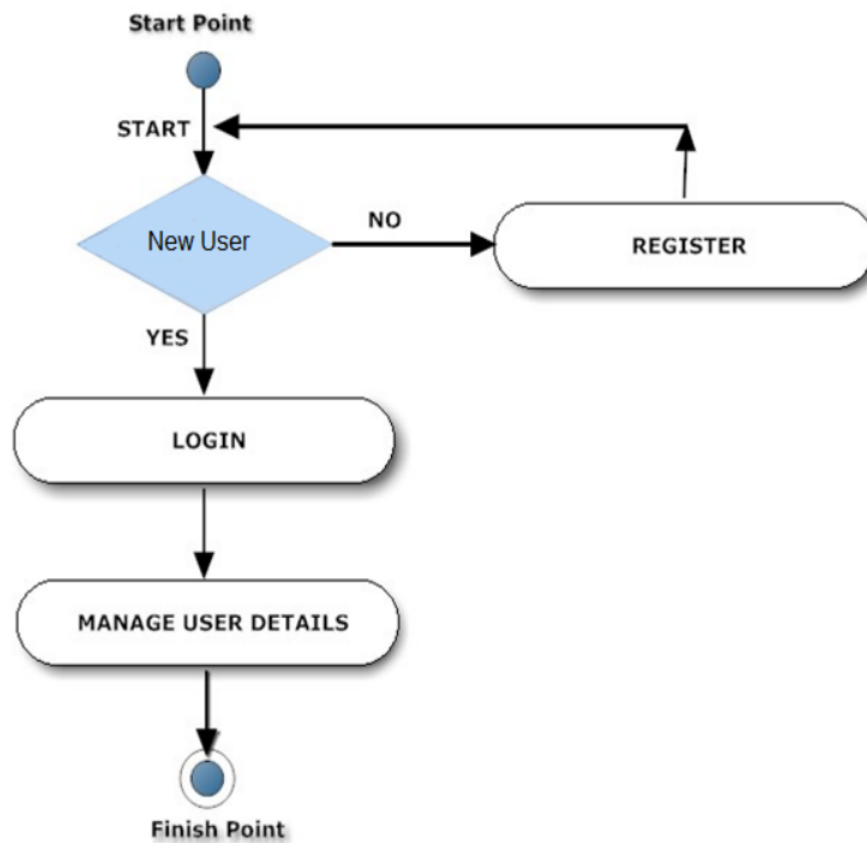 Start Point
START
New User
NO
REGISTER
YES
LOGIN
MANAGE USER DETAILS
Finish Point